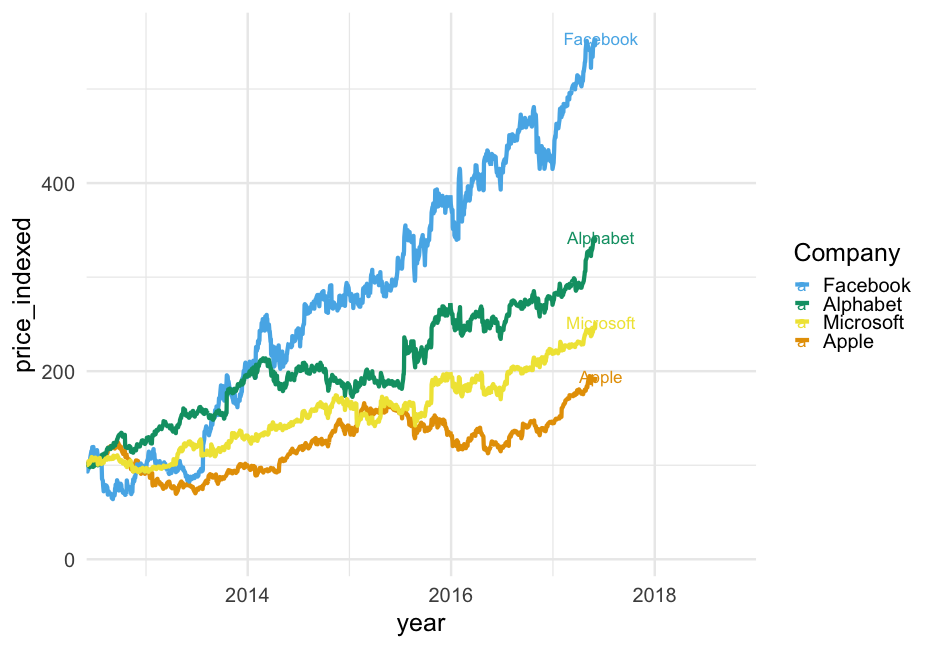 Facebook
Alphabet
Microsoft
Apple
400
200
0
price_indexed
2014 2016 2018
year
Company
a Facebook
a Alphabet
a Microsoft
a Apple